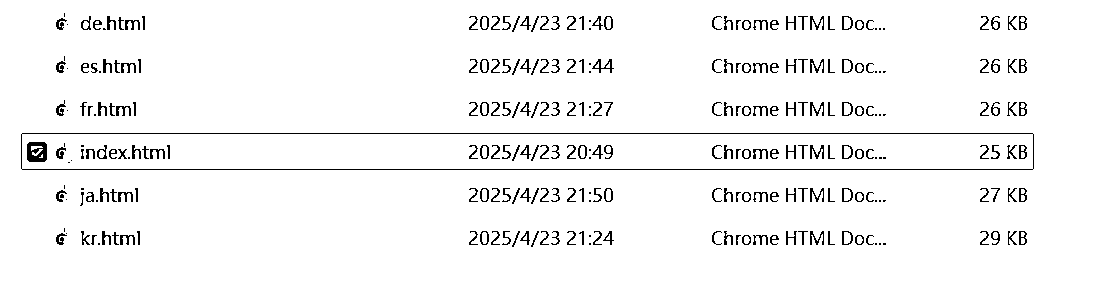 de.html 2025/4/23 21:40 Chrome HTML Doc... 26 KB
es.html 2025/4/23 21:44 Chrome HTML Doc... 26 KB
fr.html 2025/4/23 21:27 Chrome HTML Doc... 26 KB
index.html 2025/4/23 20:49 Chrome HTML Doc... 25 KB
ja.html 2025/4/23 21:50 Chrome HTML Doc... 27 KB
kr.html 2025/4/23 21:24 Chrome HTML Doc... 29 KB